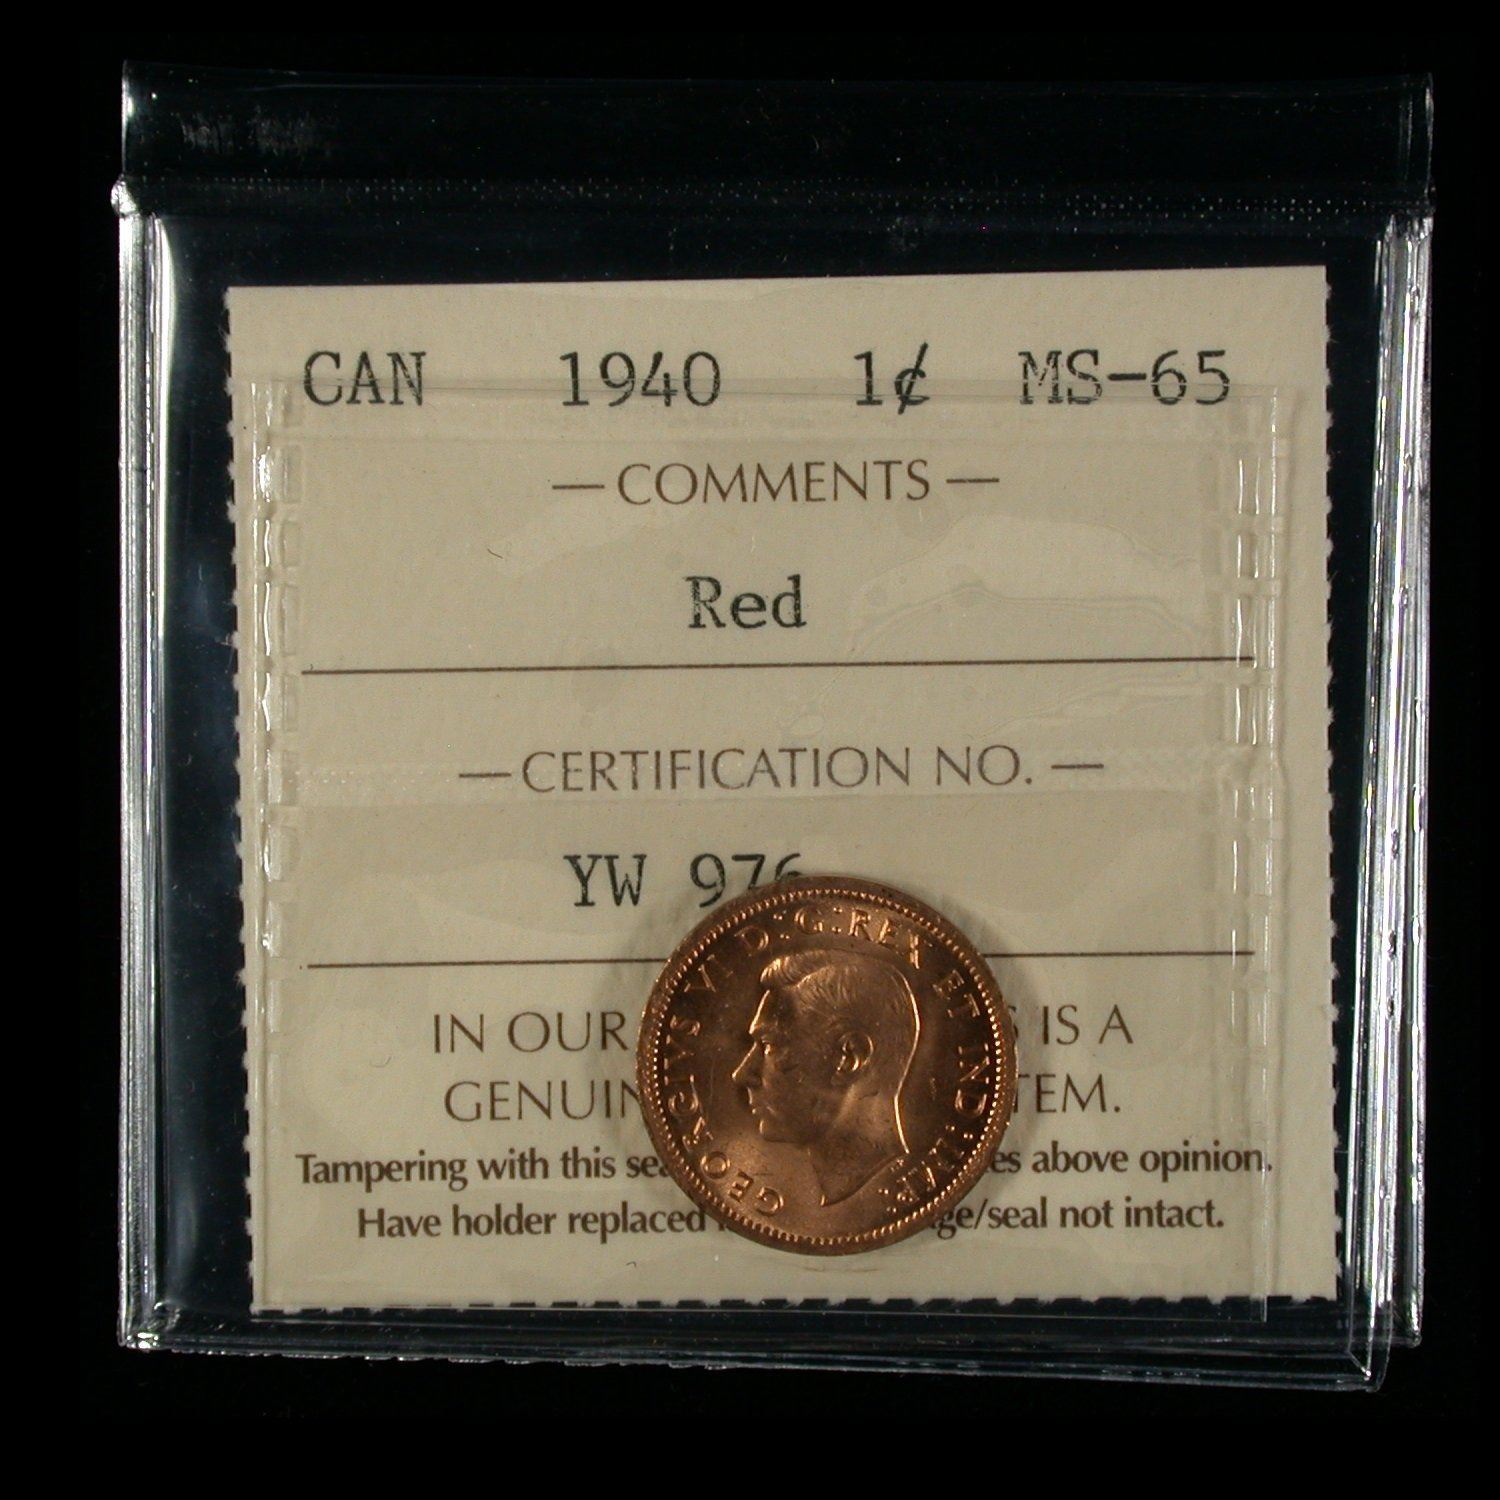 CAN 1940 1¢ MS-65
— COMMENTS —
Red
— CERTIFICATION NO. —
YW 976
IN OUR IS A
GENUIN TEM.
Tampering with this sea es above opinion.
Have holder replaced ge/seal not intact.
GEORGIVS VI D:G:REX ET IND:IMP: